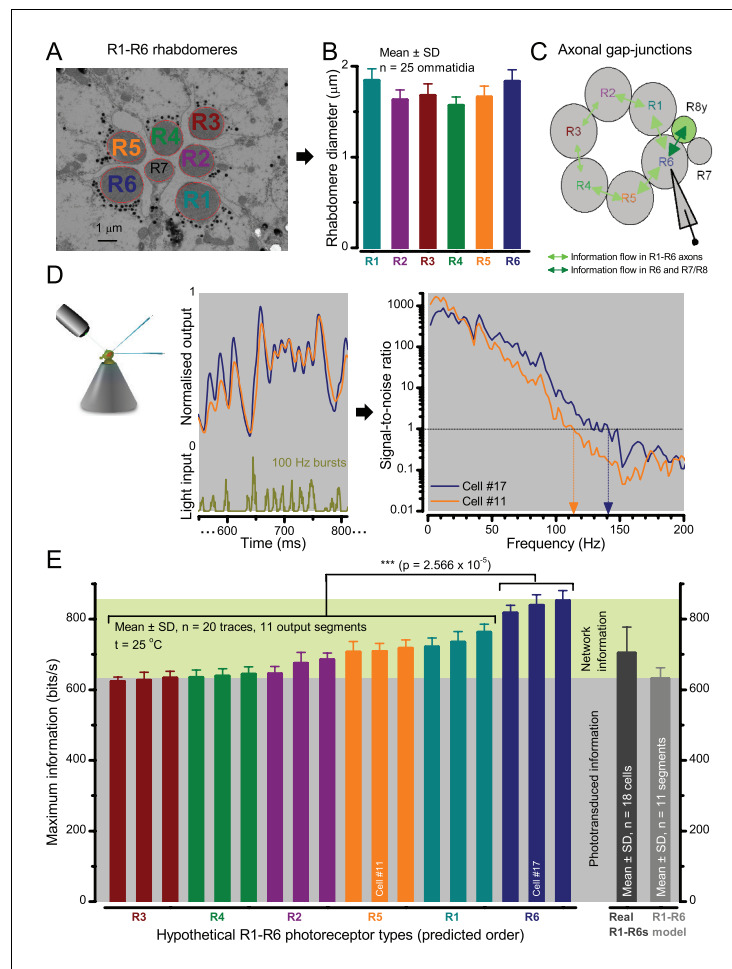 A
R1-R6 rhabdomeres
R3
R4
R5
R2
R7
R6
R1
1 μm
B
Mean ± SD
n = 25 ommatidia
Rhabdomere diameter (μm)
2
1
0
R1 R2 R3 R4 R5 R6
C
Axonal gap-junctions
R2
R1
R8y
R3
R6
R7
R4
R5
Information flow in R1-R6 axons
Information flow in R6 and R7/R8
D
Normalised output
1
0
Light input
100 Hz bursts
600 700 800
Time (ms)
Signal-to-noise ratio
1000
100
10
1
0.1
0.01
Cell #17
Cell #11
0 50 100 150 200
Frequency (Hz)
E
*** (p = 2.566 x 10-5)
Mean ± SD, n = 20 traces, 11 output segments
t = 25 °C
Maximum information (bits/s)
800
600
400
200
0
Cell #11
Cell #17
Network information
Phototransduced information
Mean ± SD, n = 18 cells
Mean ± SD, n = 11 segments
800
600
400
200
0
R3 R4 R2 R5 R1 R6
Real R1-R6
R1-R6s model
Hypothetical R1-R6 photoreceptor types (predicted order)